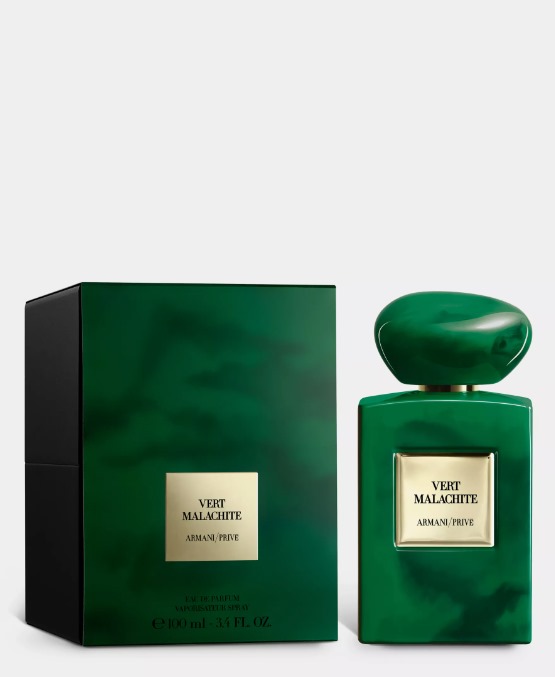 VERT
MALACHITE
ARMANI/PRIVE
EAU DE PARFUM
VAPORISATEUR SPRAY
℮ 100 ml - 3.4 FL. OZ.
VERT
MALACHITE
ARMANI/PRIVE